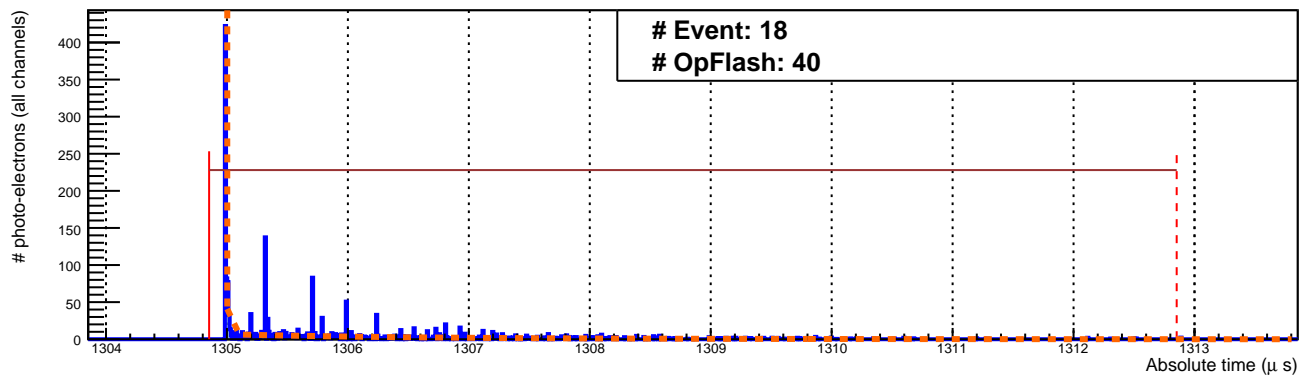 # Event: 18
# OpFlash: 40
# photo-electrons (all channels)
400
350
300
250
200
150
100
50
0
1304 1305 1306 1307 1308 1309 1310 1311 1312 1313
Absolute time (μ s)